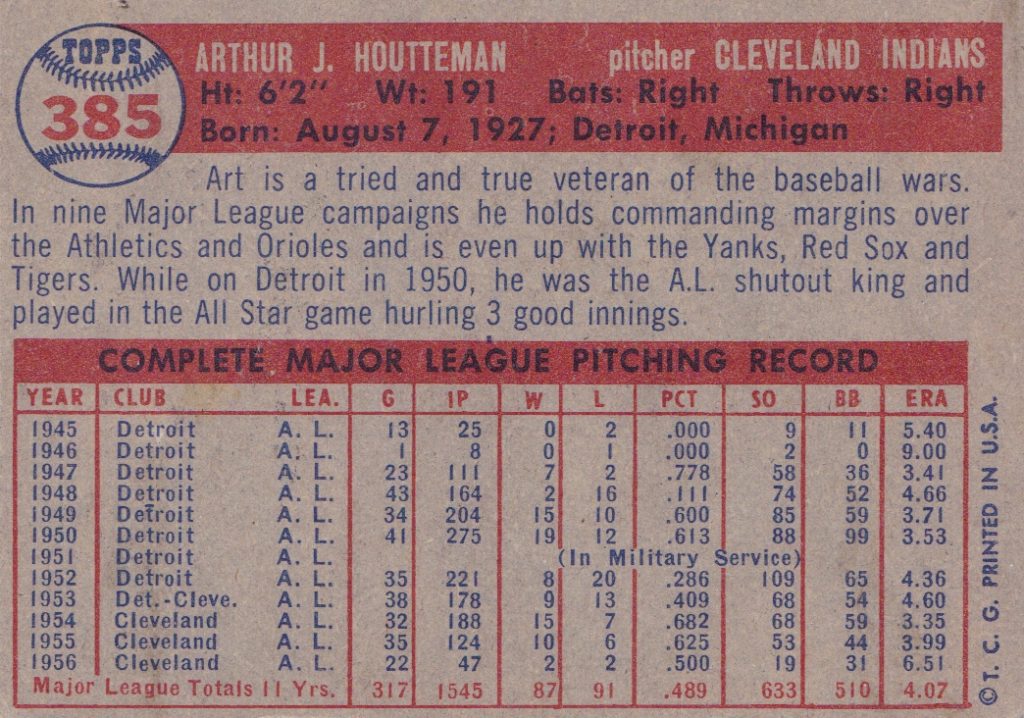 TOPPS
385
ARTHUR J. HOUTTEMAN pitcher CLEVELAND INDIANS
Ht: 6'2" Wt: 191 Bats: Right Throws: Right
Born: August 7, 1927; Detroit, Michigan
Art is a tried and true veteran of the baseball wars.
In nine Major League campaigns he holds commanding margins over
the Athletics and Orioles and is even up with the Yanks, Red Sox and
Tigers. While on Detroit in 1950, he was the A.L. shutout king and
played in the All Star game hurling 3 good innings.
COMPLETE MAJOR LEAGUE PITCHING RECORD
YEAR CLUB LEA. G IP W L PCT SO BB ERA
1945 Detroit A. L. 13 25 0 2 .000 9 11 5.40
1946 Detroit A. L. 1 8 0 1 .000 2 0 9.00
1947 Detroit A. L. 23 111 7 2 .778 58 36 3.41
1948 Detroit A. L. 43 164 2 16 .111 74 52 4.66
1949 Detroit A. L. 34 204 15 10 .600 85 59 3.71
1950 Detroit A. L. 41 275 19 12 .613 88 99 3.53
1951 Detroit A. L. (In Military Service)
1952 Detroit A. L. 35 221 8 20 .286 109 65 4.36
1953 Det.-Cleve. A. L. 38 178 9 13 .409 68 54 4.60
1954 Cleveland A. L. 32 188 15 7 .682 68 59 3.35
1955 Cleveland A. L. 35 124 10 6 .625 53 44 3.99
1956 Cleveland A. L. 22 47 2 2 .500 19 31 6.51
Major League Totals 11 Yrs. 317 1545 87 91 .489 633 510 4.07
©T. C. G. PRINTED IN U.S.A.